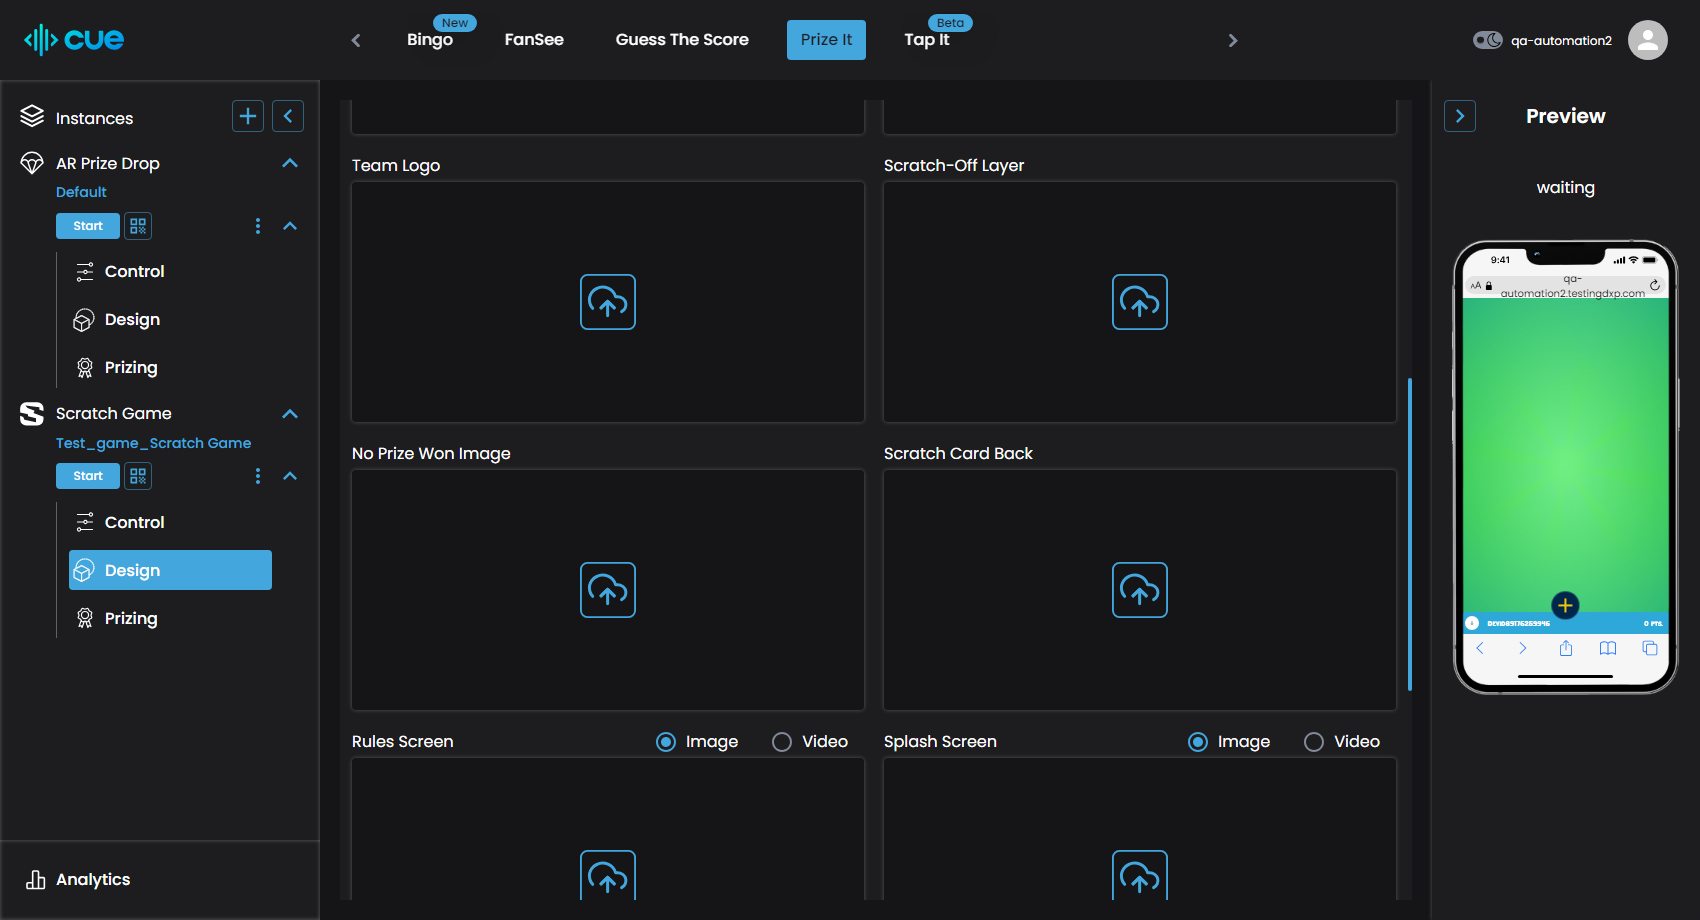 cue
Bingo
New
FanSee
Guess The Score
Prize It
Tap It
Beta
qa-automation2
Instances
AR Prize Drop
Default
Start
Control
Design
Prizing
Scratch Game
Test_game_Scratch Game
Start
Control
Design
Prizing
Analytics
Team Logo
Scratch-Off Layer
No Prize Won Image
Scratch Card Back
Rules Screen
Image
Video
Splash Screen
Image
Video
Preview
waiting
9:41
AA
qa-
automation2.testingdxp.com
0 PTS.